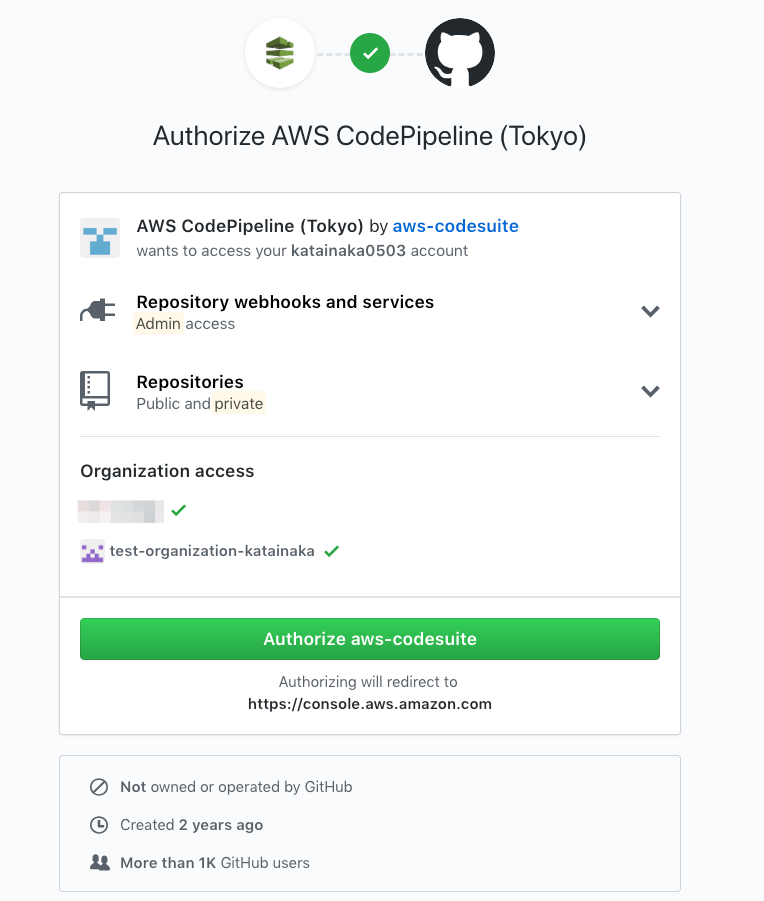 Authorize AWS CodePipeline (Tokyo)
AWS CodePipeline (Tokyo) by aws-codesuite
wants to access your katainaka0503 account
Repository webhooks and services
Admin access
Repositories
Public and private
Organization access
test-organization-katainaka
Authorize aws-codesuite
Authorizing will redirect to
https://console.aws.amazon.com
Not owned or operated by GitHub
Created 2 years ago
More than 1K GitHub users